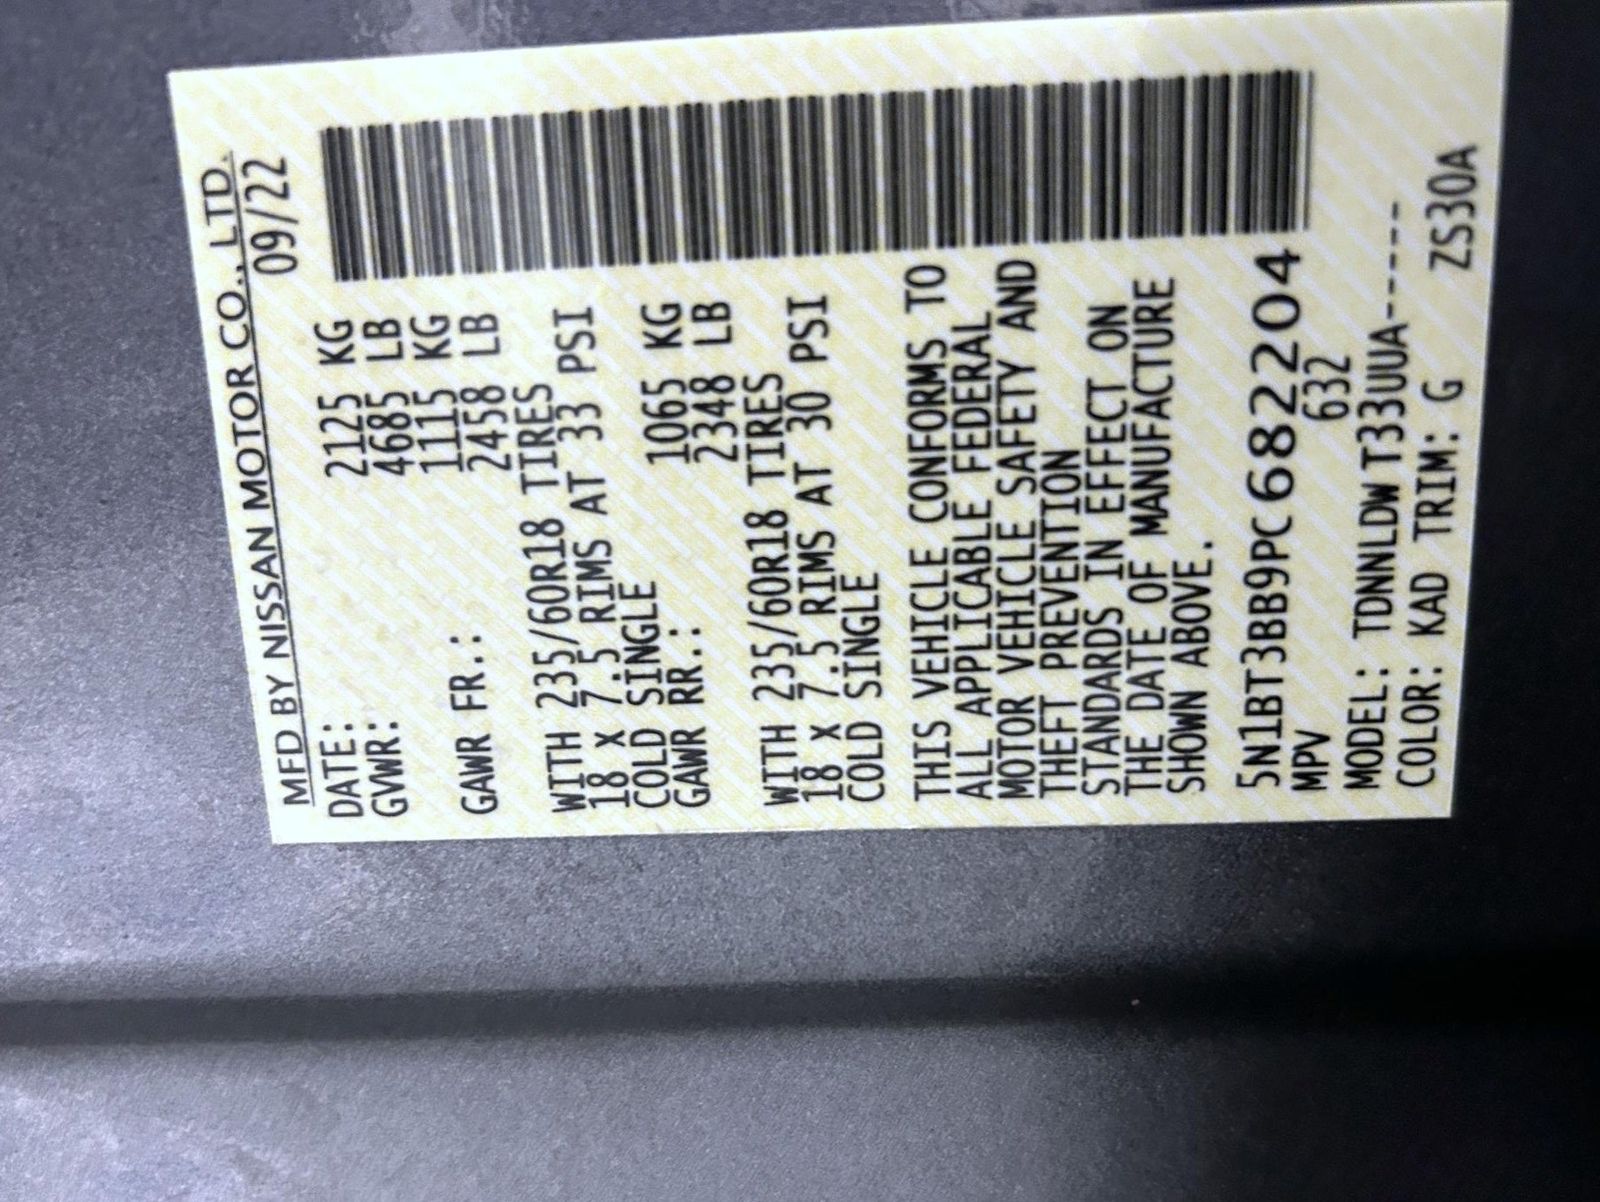 MFD BY NISSAN MOTOR CO., LTD.
DATE: 09/22
GVWR: 2125 KG
4685 LB
GAWR FR.: 1115 KG
2458 LB
WITH 235/60R18 TIRES
18 X 7.5 RIMS AT 33 PSI
COLD SINGLE
GAWR RR.: 1065 KG
2348 LB
WITH 235/60R18 TIRES
18 X 7.5 RIMS AT 30 PSI
COLD SINGLE
THIS VEHICLE CONFORMS TO
ALL APPLICABLE FEDERAL
MOTOR VEHICLE SAFETY AND
THEFT PREVENTION
STANDARDS IN EFFECT ON
THE DATE OF MANUFACTURE
SHOWN ABOVE.
5N1BT3BB9PC682204
MPV 632
MODEL: TDNNLDWT33UUA-----
COLOR: KAD TRIM: G ZS30A